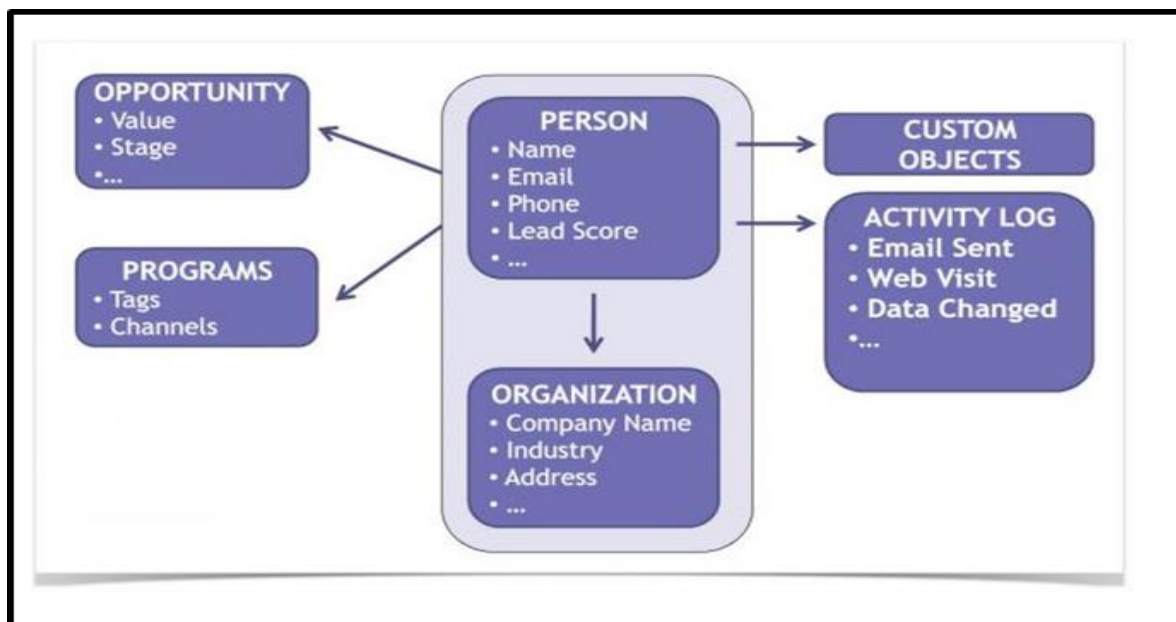 OPPORTUNITY
• Value
• Stage
•...
PROGRAMS
• Tags
• Channels
PERSON
• Name
• Email
• Phone
• Lead Score
• ...
ORGANIZATION
• Company Name
• Industry
• Address
• ...
CUSTOM
OBJECTS
ACTIVITY LOG
• Email Sent
• Web Visit
• Data Changed
•...